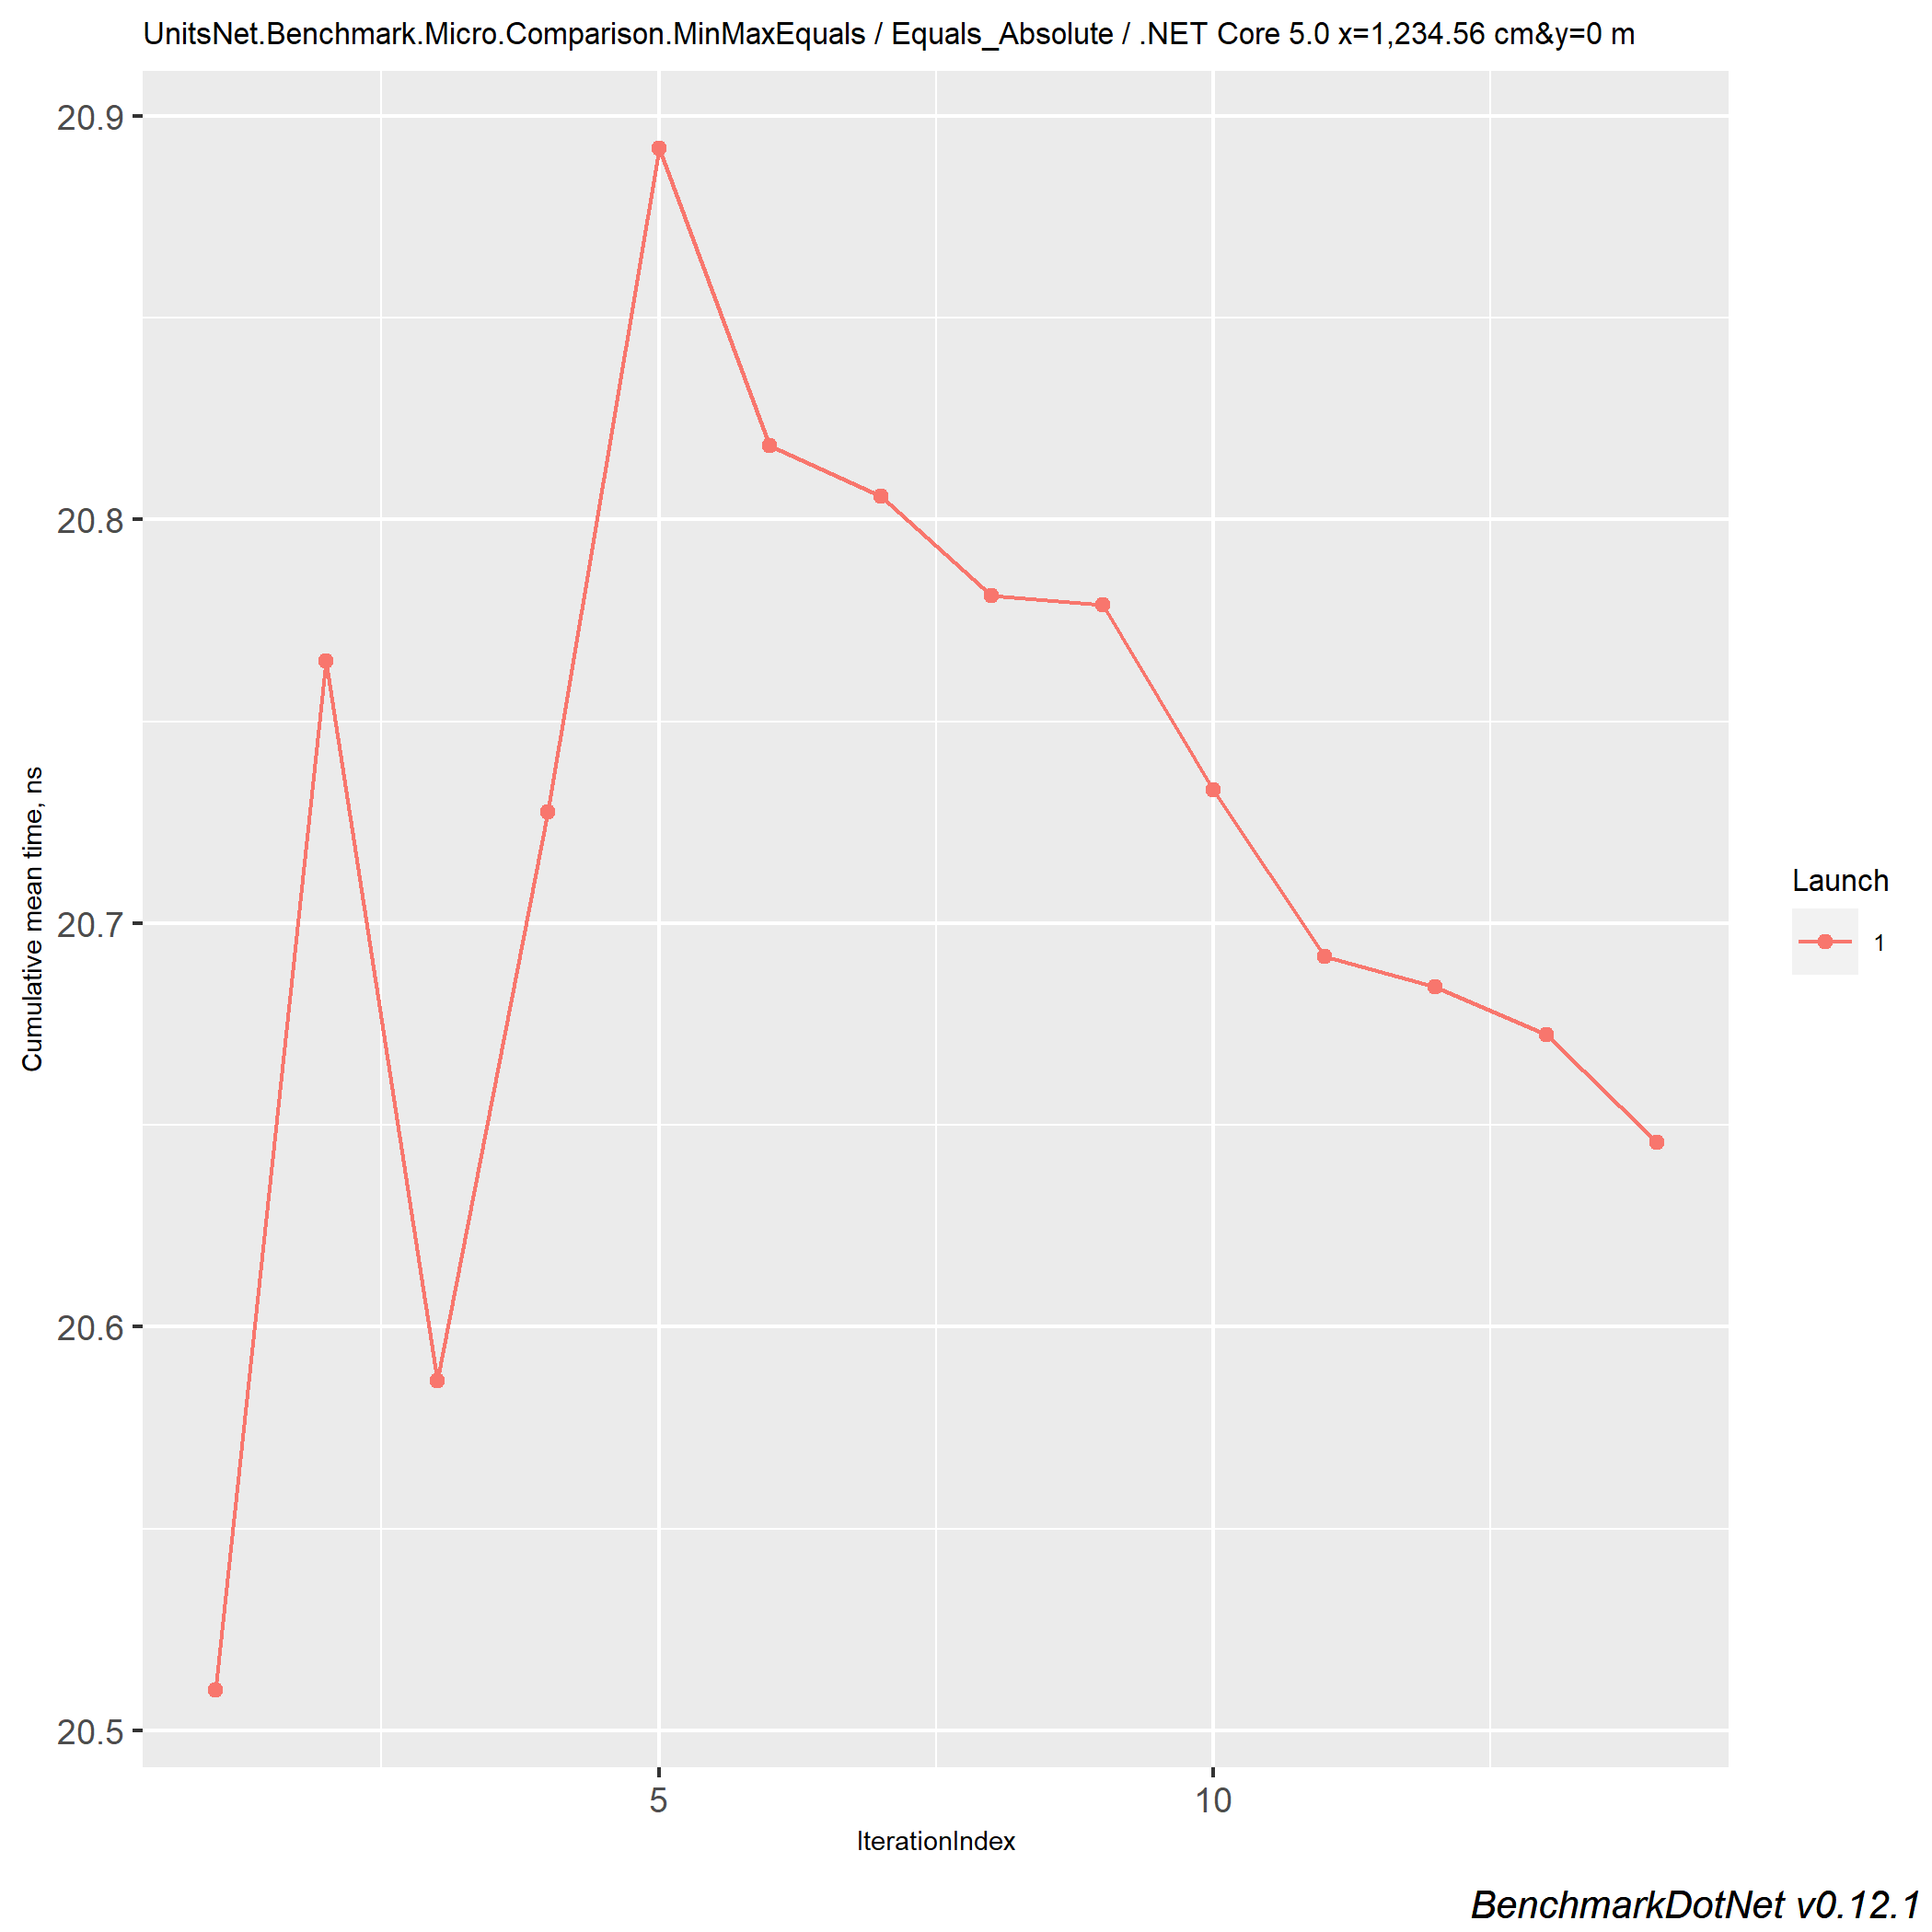 UnitsNet.Benchmark.Micro.Comparison.MinMaxEquals / Equals_Absolute / .NET Core 5.0 x=1,234.56 cm&y=0 m
20.9
20.8
20.7
20.6
20.5
Cumulative mean time, ns
5
10
IterationIndex
Launch
1
BenchmarkDotNet v0.12.1